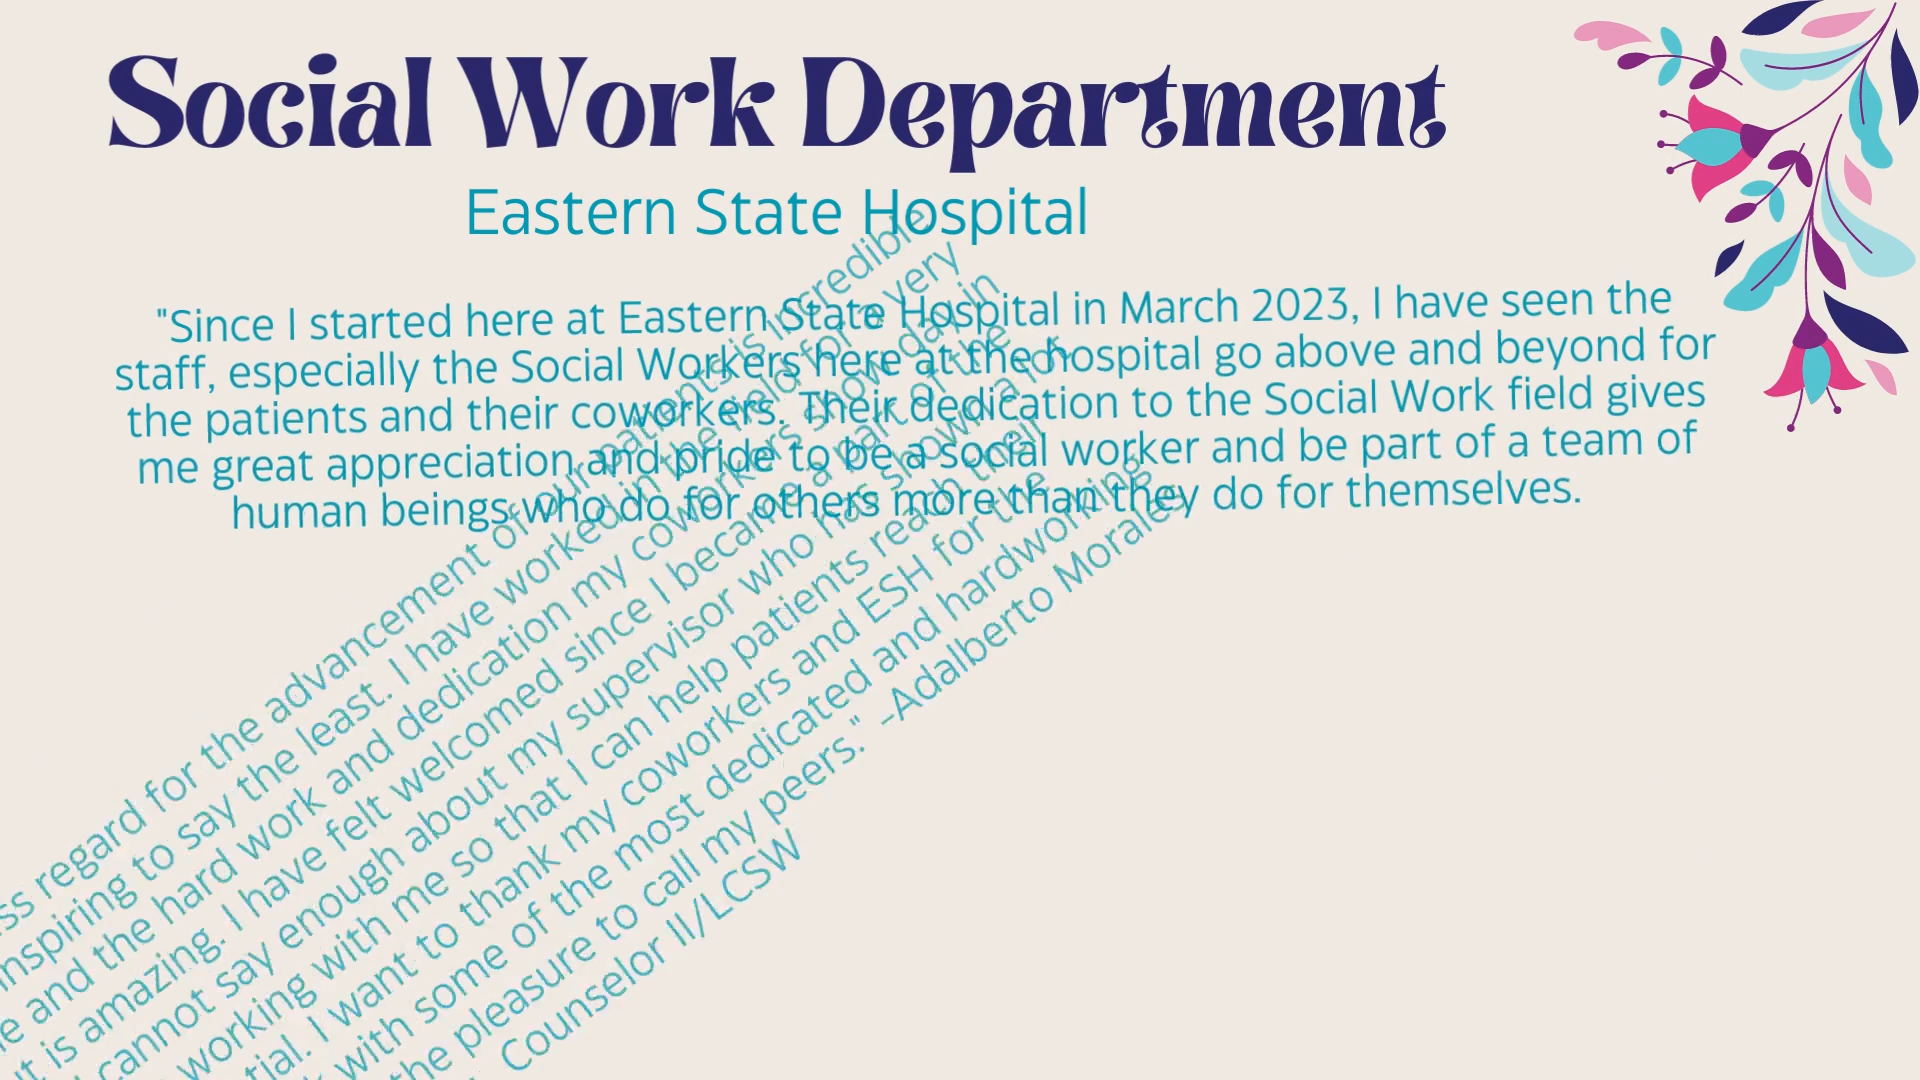 Social Work Department
Eastern State Hospital
"Since I started here at Eastern State Hospital in March 2023, I have seen the
staff, especially the Social Workers here at the hospital go above and beyond for
the patients and their coworkers. Their dedication to the Social Work field gives
me great appreciation and pride to be a social worker and be part of a team of
human beings who do for others more than they do for themselves.
ss regard for the advancement of our patients is incredible,
inspiring to say the least. I have worked in the field for a very
e and the hard work and dedication my coworkers show day in
it is amazing. I have felt welcomed since I became a part of the
cannot say enough about my supervisor who has shown a for
working with me so that I can help patients reach their
tial. I want to thank my coworkers and ESH for the
with some of the most dedicated and hardworking
the pleasure to call my peers." -Adalberto Morales
Counselor II/LCSW